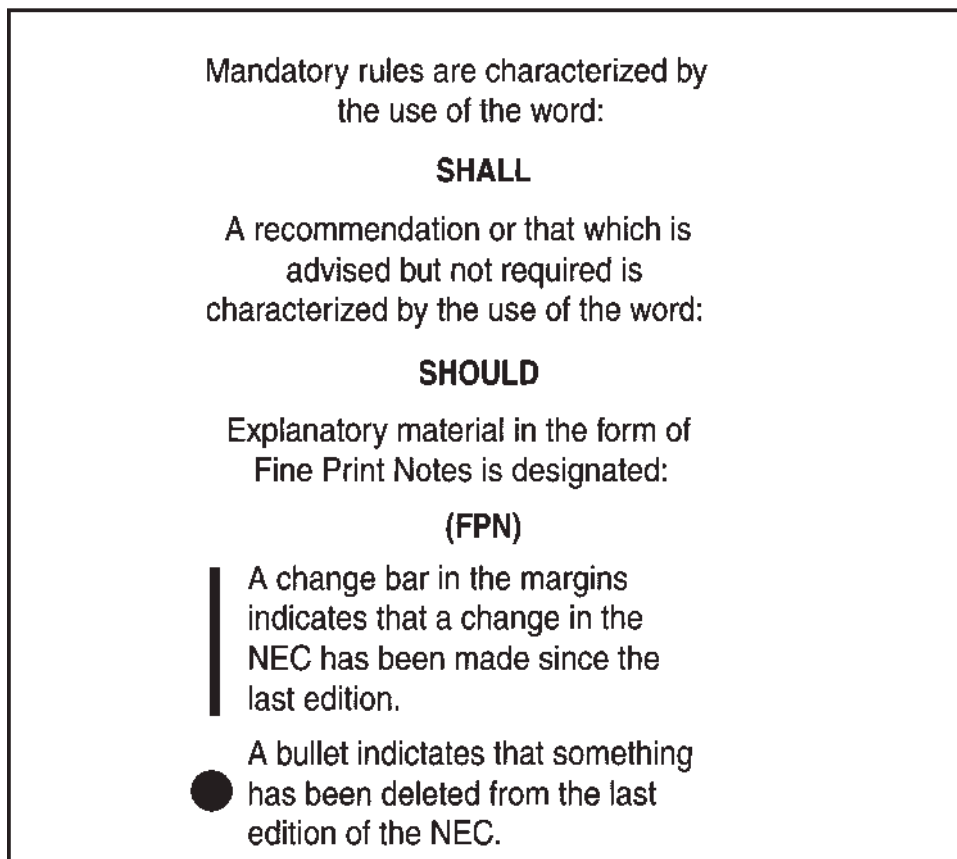 Mandatory rules are characterized by
the use of the word:
SHALL
A recommendation or that which is
advised but not required is
characterized by the use of the word:
SHOULD
Explanatory material in the form of
Fine Print Notes is designated:
(FPN)
A change bar in the margins
indicates that a change in the
NEC has been made since the
last edition.
A bullet indictates that something
has been deleted from the last
edition of the NEC.